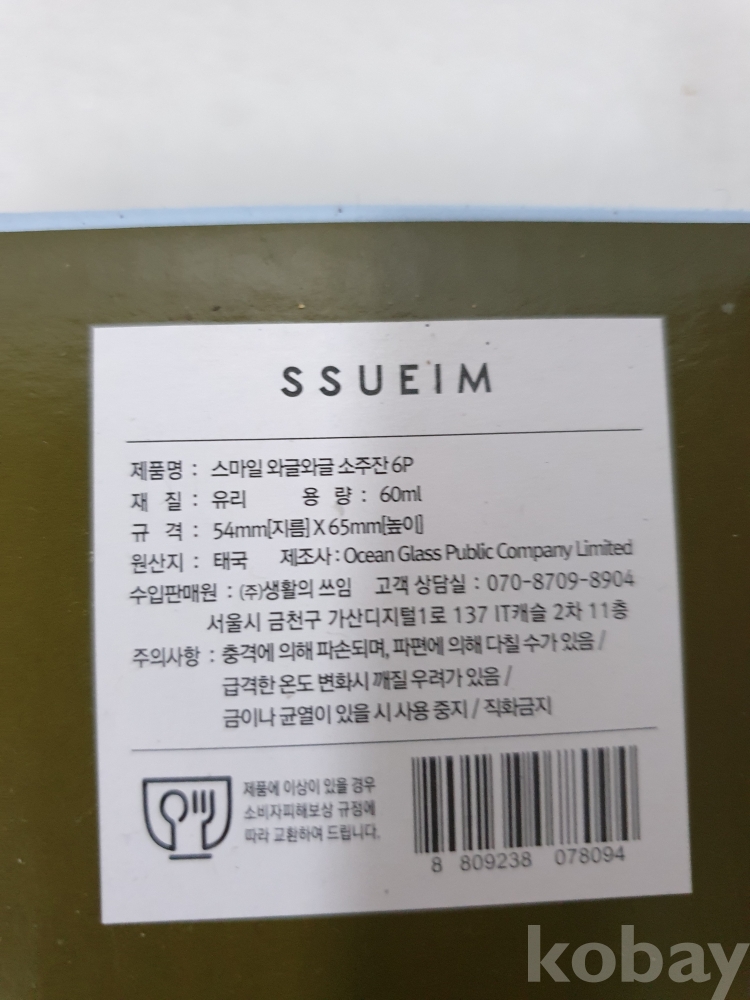 SSUEIM
제품명 : 스마일 와글와글 소주잔 6P
재 질 : 유리 용 량 : 60ml
규 격 : 54mm[지름] X 65mm[높이]
원산지 : 태국 제조사 : Ocean Glass Public Company Limited
수입판매원 : (주)생활의 쓰임 고객 상담실 : 070-8709-8904
서울시 금천구 가산디지털1로 137 IT캐슬 2차 11층
주의사항 : 충격에 의해 파손되며, 파편에 의해 다칠 수가 있음 /
급격한 온도 변화시 깨질 우려가 있음 /
금이나 균열이 있을 시 사용 중지 / 직화금지
제품에 이상이 있을 경우
소비자피해보상 규정에
따라 교환하여 드립니다.
8 809238 078094
kobay